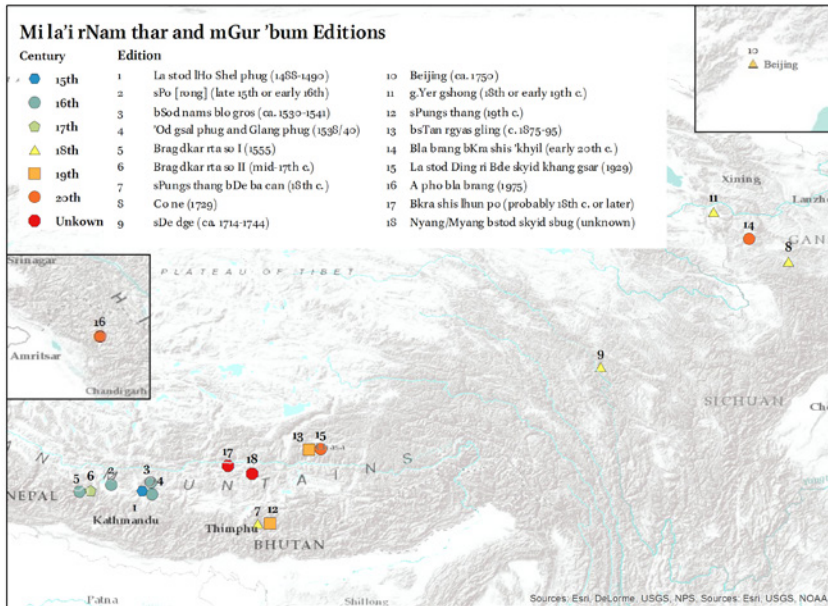 Mi la'i rNam thar and mGur 'bum Editions
Century
15th
16th
17th
18th
19th
20th
Unkown
Edition
1 La stod lHo Shel phug (1488-1490)
2 sPo [rong] (late 15th or early 16th)
3 bSod nams blo gros (ca. 1530-1541)
4 'Od gsal phug and Glang phug (1538/40)
5 Brag dkar rta so I (1555)
6 Brag dkar rta so II (mid-17th c.)
7 sPungs thang bDe ba can (18th c.)
8 Co ne (1729)
9 sDe dge (ca. 1714-1744)
10 Beijing (ca. 1750)
11 g.Yer gshong (18th or early 19th c.)
12 sPungs thang (19th c.)
13 bsTan rgyas gling (c. 1875-95)
14 Bla brang bKra shis 'khyil (early 20th c.)
15 La stod Ding ri Bde skyid khang gsar (1929)
16 A pho bla brang (1975)
17 Bkra shis lhun po (probably 18th c. or later)
18 Nyang/Myang bstod skyid sbug (unknown)
10
Beijing
Xining
11
Lanzho
14
GAN
8
Srinagar
PLATEAU OF TIBET
H I
16
Amritsar
Chandigarh
9
SICHUAN
Ch
13 15
17
18
A N
U N T A I N S
5 6 2 3
4
NEPAL
1
Kathmandu
7 12
Thimphu
BHUTAN
Patna
Shillong
Sources: Esri, DeLorme, USGS, NPS, Sources: Esri, USGS, NOAA